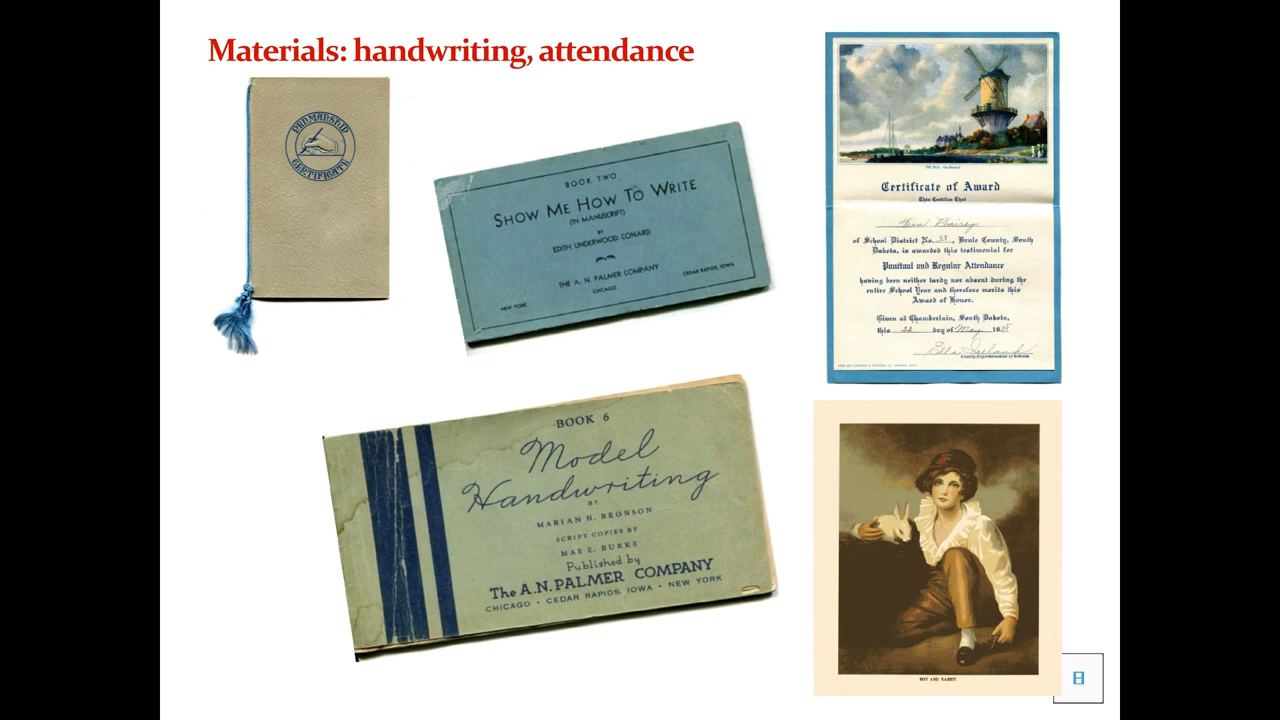 Materials: handwriting, attendance
PENMANSHIP
CERTIFICATE
BOOK TWO
SHOW ME HOW TO WRITE
(IN MANUSCRIPT)
BY
EDITH UNDERWOOD CONARD
THE A. N. PALMER COMPANY
NEW YORK
CHICAGO
CEDAR RAPIDS, IOWA
BOOK 6
Model
Handwriting
BY
MARIAN H. BRONSON
SCRIPT COPIES BY
MAE E. BURKE
Published by
The A.N. PALMER COMPANY
CHICAGO • CEDAR RAPIDS, IOWA • NEW YORK
Certificate of Award
This Certifies That
of School District No. 38, Brule County, South
Dakota, is awarded this testimonial for
Punctual and Regular Attendance
having been neither tardy nor absent during the
entire School Year and therefore merits this
Award of Honor.
Given at Chamberlain, South Dakota,
this 22 day of May
Ella Ireland
County Superintendent of Schools
BOY AND RABBIT